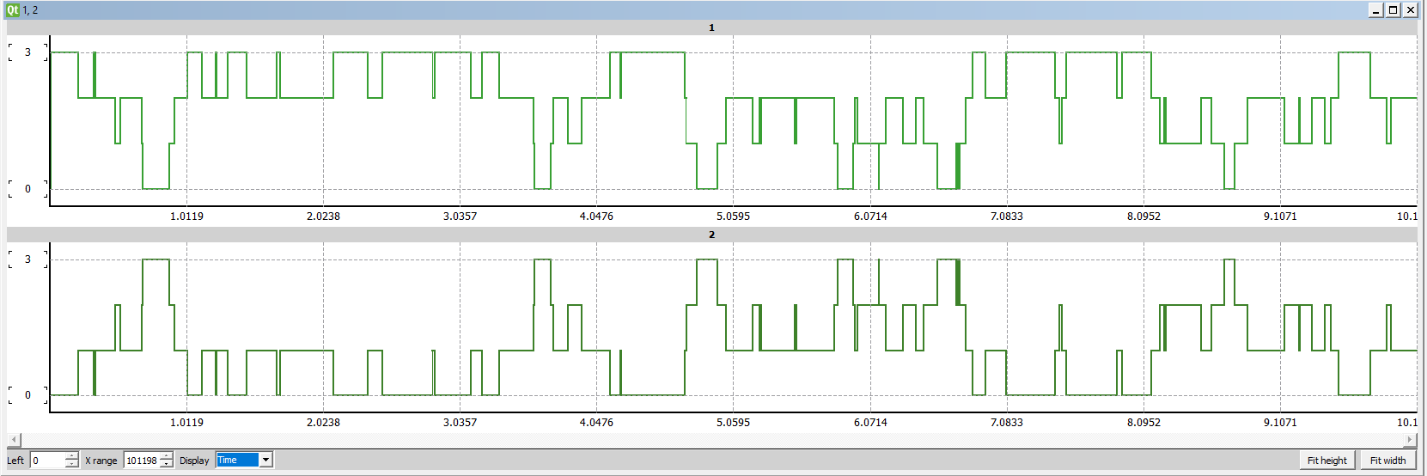 Qt 1, 2
1
3
0
1.0119 2.0238 3.0357 4.0476 5.0595 6.0714 7.0833 8.0952 9.1071 10.1
2
3
0
1.0119 2.0238 3.0357 4.0476 5.0595 6.0714 7.0833 8.0952 9.1071 10.1
Left 0 X range 101198 Display Time Fit height Fit width